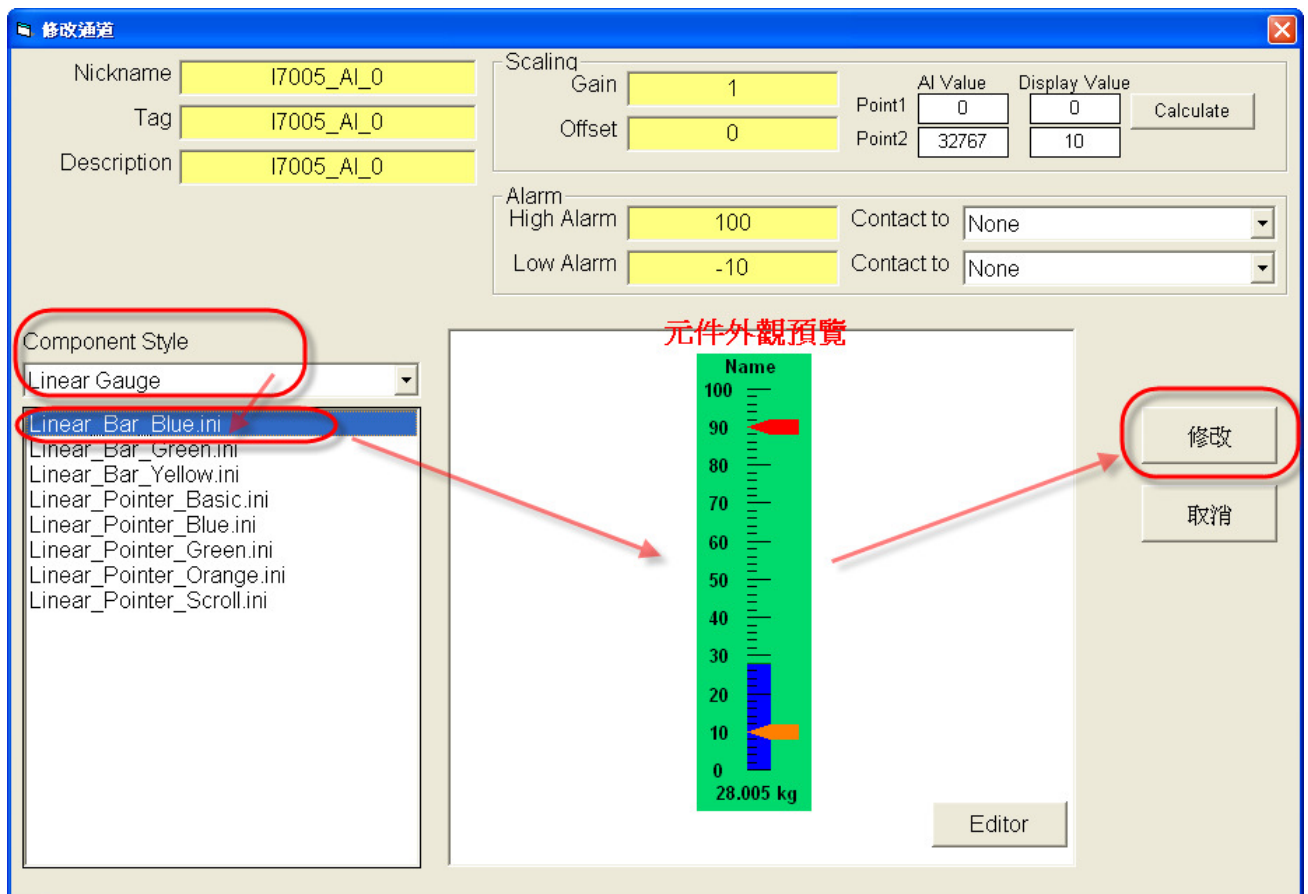 修改通道
Nickname I7005_AI_0
Tag I7005_AI_0
Description I7005_AI_0
Scaling
Gain 1
Offset 0
AI Value Display Value
Point1 0 0
Point2 32767 10
Calculate
Alarm
High Alarm 100 Contact to None
Low Alarm -10 Contact to None
Component Style
Linear Gauge
Linear_Bar_Blue.ini
Linear_Bar_Green.ini
Linear_Bar_Yellow.ini
Linear_Pointer_Basic.ini
Linear_Pointer_Blue.ini
Linear_Pointer_Green.ini
Linear_Pointer_Orange.ini
Linear_Pointer_Scroll.ini
元件外觀預覽
Name
100
90
80
70
60
50
40
30
20
10
0
28.005 kg
Editor
修改
取消